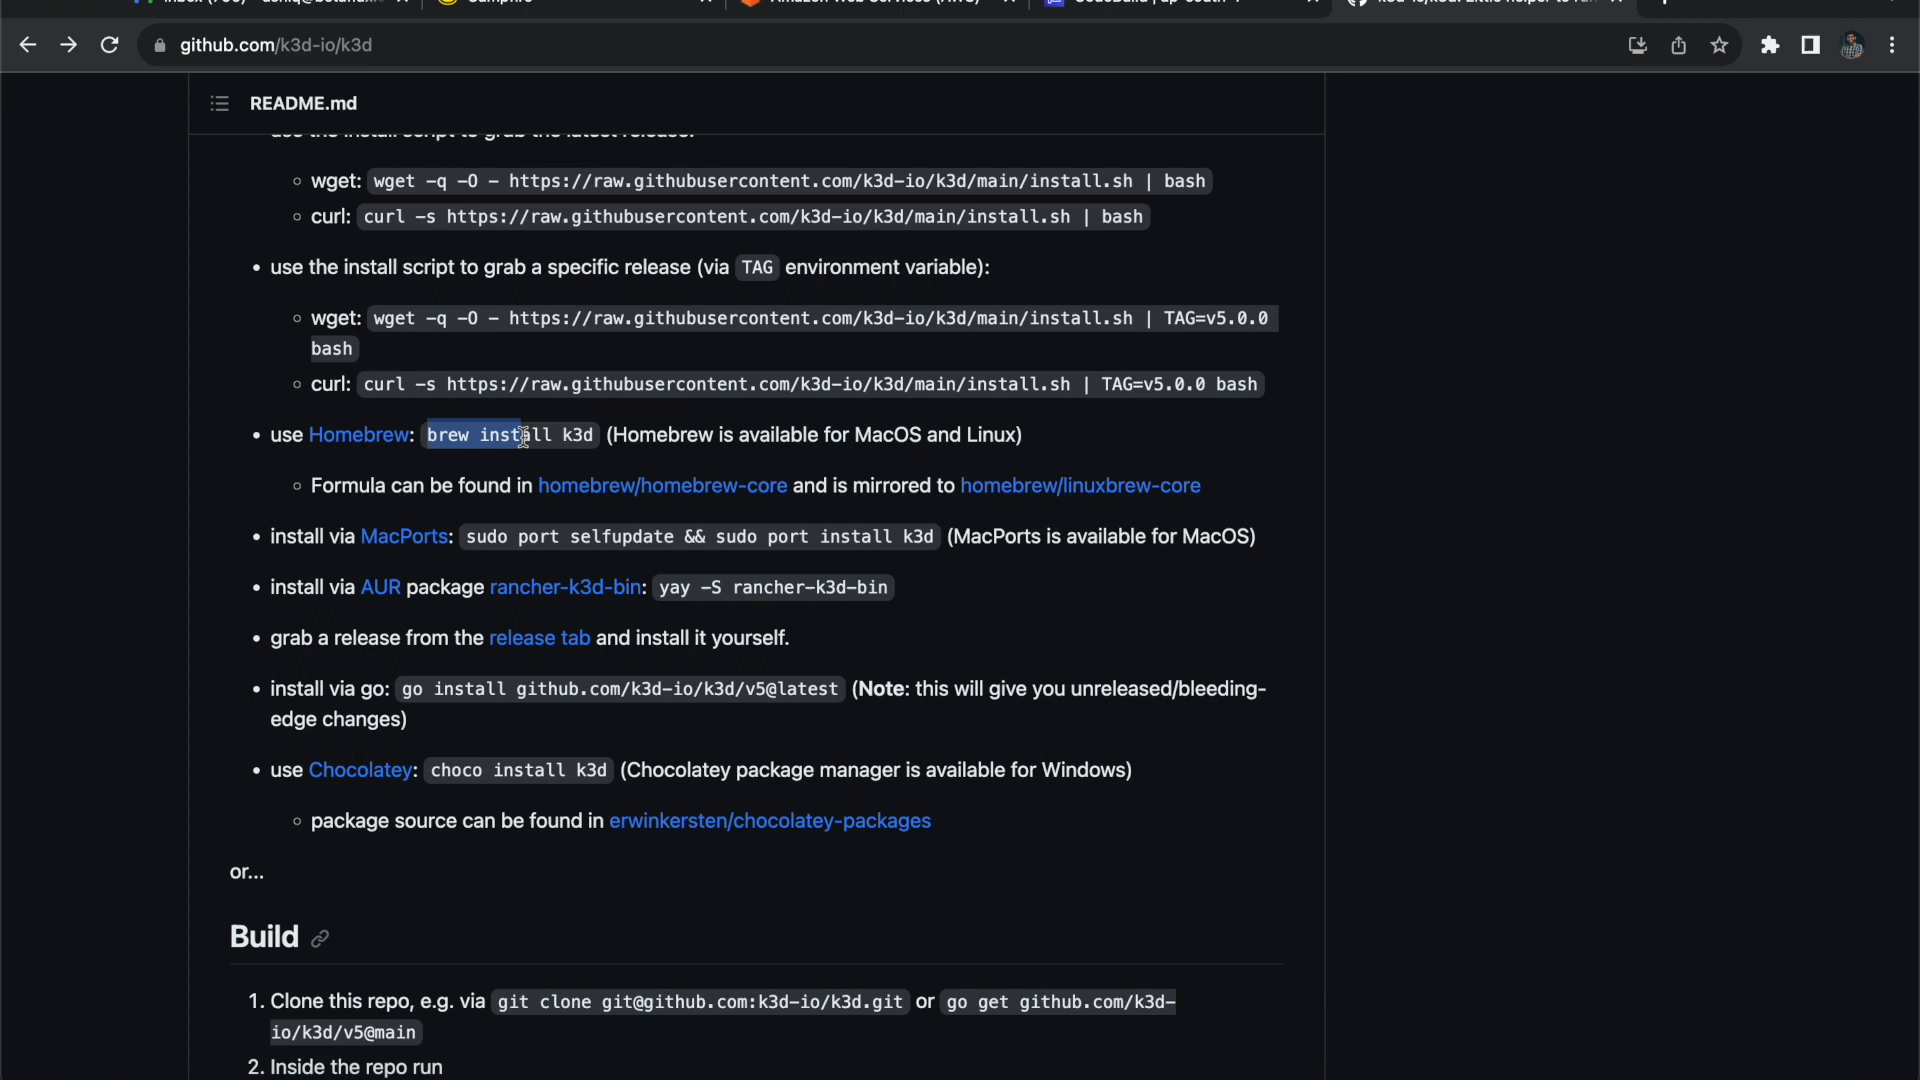 github.com/k3d-io/k3d
README.md
use the install script to grab the latest release:
◦ wget: wget -q -O - https://raw.githubusercontent.com/k3d-io/k3d/main/install.sh | bash
◦ curl: curl -s https://raw.githubusercontent.com/k3d-io/k3d/main/install.sh | bash
• use the install script to grab a specific release (via TAG environment variable):
◦ wget: wget -q -O - https://raw.githubusercontent.com/k3d-io/k3d/main/install.sh | TAG=v5.0.0
bash
◦ curl: curl -s https://raw.githubusercontent.com/k3d-io/k3d/main/install.sh | TAG=v5.0.0 bash
• use Homebrew: brew install k3d (Homebrew is available for MacOS and Linux)
◦ Formula can be found in homebrew/homebrew-core and is mirrored to homebrew/linuxbrew-core
• install via MacPorts: sudo port selfupdate && sudo port install k3d (MacPorts is available for MacOS)
• install via AUR package rancher-k3d-bin: yay -S rancher-k3d-bin
• grab a release from the release tab and install it yourself.
• install via go: go install github.com/k3d-io/k3d/v5@latest (Note: this will give you unreleased/bleeding-
edge changes)
• use Chocolatey: choco install k3d (Chocolatey package manager is available for Windows)
◦ package source can be found in erwinkersten/chocolatey-packages
or...
Build
1. Clone this repo, e.g. via git clone git@github.com:k3d-io/k3d.git or go get github.com/k3d-
io/k3d/v5@main
2. Inside the repo run